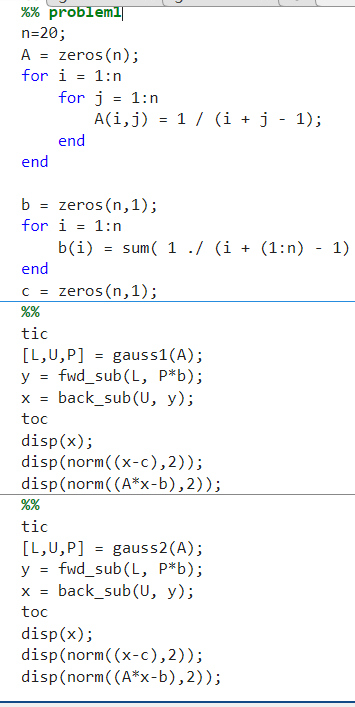 %% problem1
n=20;
A = zeros(n);
for i = 1:n
    for j = 1:n
        A(i,j) = 1 / (i + j - 1);
    end
end

b = zeros(n,1);
for i = 1:n
    b(i) = sum( 1 ./ (i + (1:n) - 1)
end
c = zeros(n,1);
%%
tic
[L,U,P] = gauss1(A);
y = fwd_sub(L, P*b);
x = back_sub(U, y);
toc
disp(x);
disp(norm((x-c),2));
disp(norm((A*x-b),2));
%%
tic
[L,U,P] = gauss2(A);
y = fwd_sub(L, P*b);
x = back_sub(U, y);
toc
disp(x);
disp(norm((x-c),2));
disp(norm((A*x-b),2));